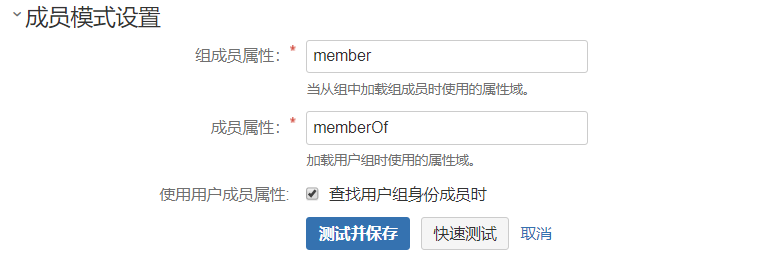 成员模式设置
组成员属性：* member
当从组中加载组成员时使用的属性域。
成员属性：* memberOf
加载用户组时使用的属性域。
使用用户成员属性: 查找用户组身份成员时
测试并保存 快速测试 取消